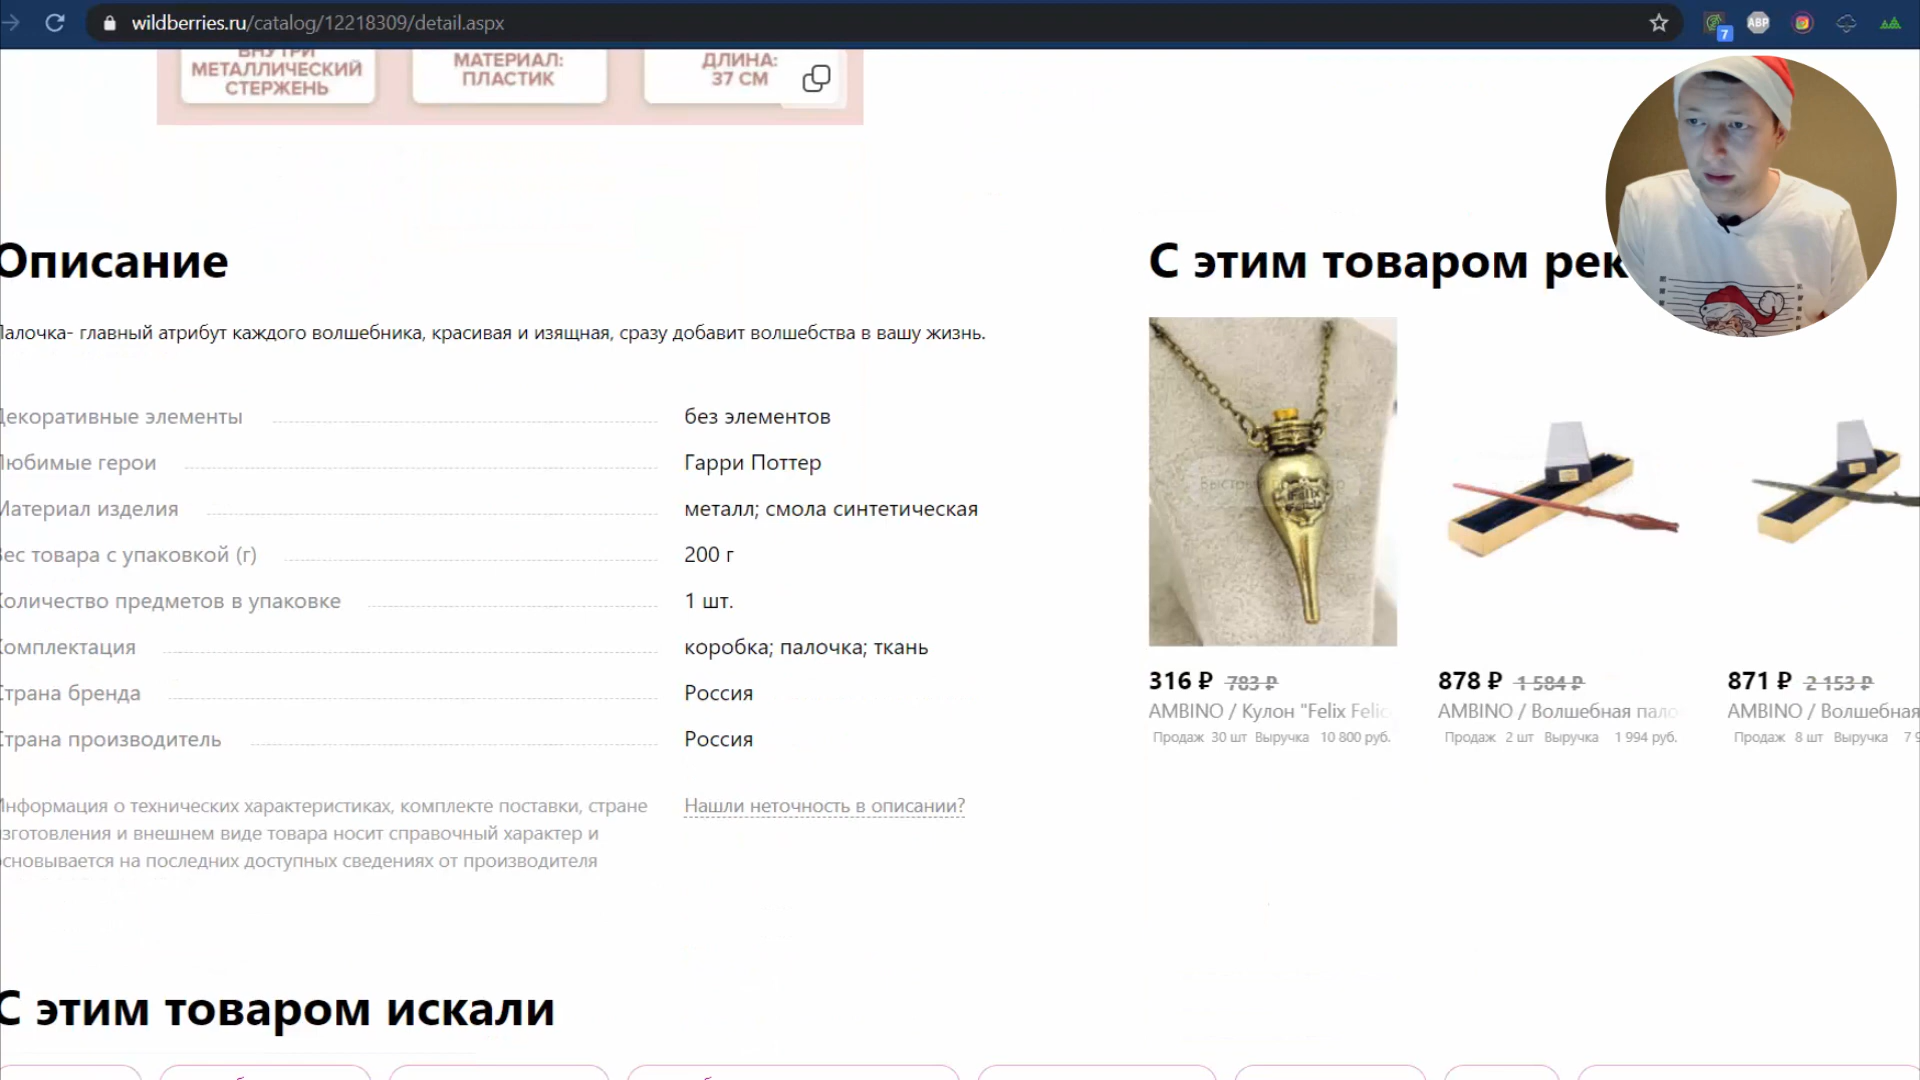 wildberries.ru/catalog/12218309/detail.aspx
7
ABP
ВНУТРИ
МЕТАЛЛИЧЕСКИЙ
СТЕРЖЕНЬ
МАТЕРИАЛ:
ПЛАСТИК
ДЛИНА:
37 СМ
Описание
С этим товаром рек
Палочка- главный атрибут каждого волшебника, красивая и изящная, сразу добавит волшебства в вашу жизнь.
Декоративные элементы без элементов
Любимые герои Гарри Поттер
Материал изделия металл; смола синтетическая
Вес товара с упаковкой (г) 200 г
Количество предметов в упаковке 1 шт.
Комплектация коробка; палочка; ткань
Страна бренда Россия
Страна производитель Россия
Информация о технических характеристиках, комплекте поставки, стране
изготовления и внешнем виде товара носит справочный характер и
основывается на последних доступных сведениях от производителя
Нашли неточность в описании?
316 ₽ 783 ₽
AMBINO / Кулон "Felix Felic
Продаж 30 шт Выручка 10 800 руб.
878 ₽ 1 584 ₽
AMBINO / Волшебная пало
Продаж 2 шт Выручка 1 994 руб.
871 ₽ 2 153 ₽
AMBINO / Волшебная
Продаж 8 шт Выручка 7 9
С этим товаром искали